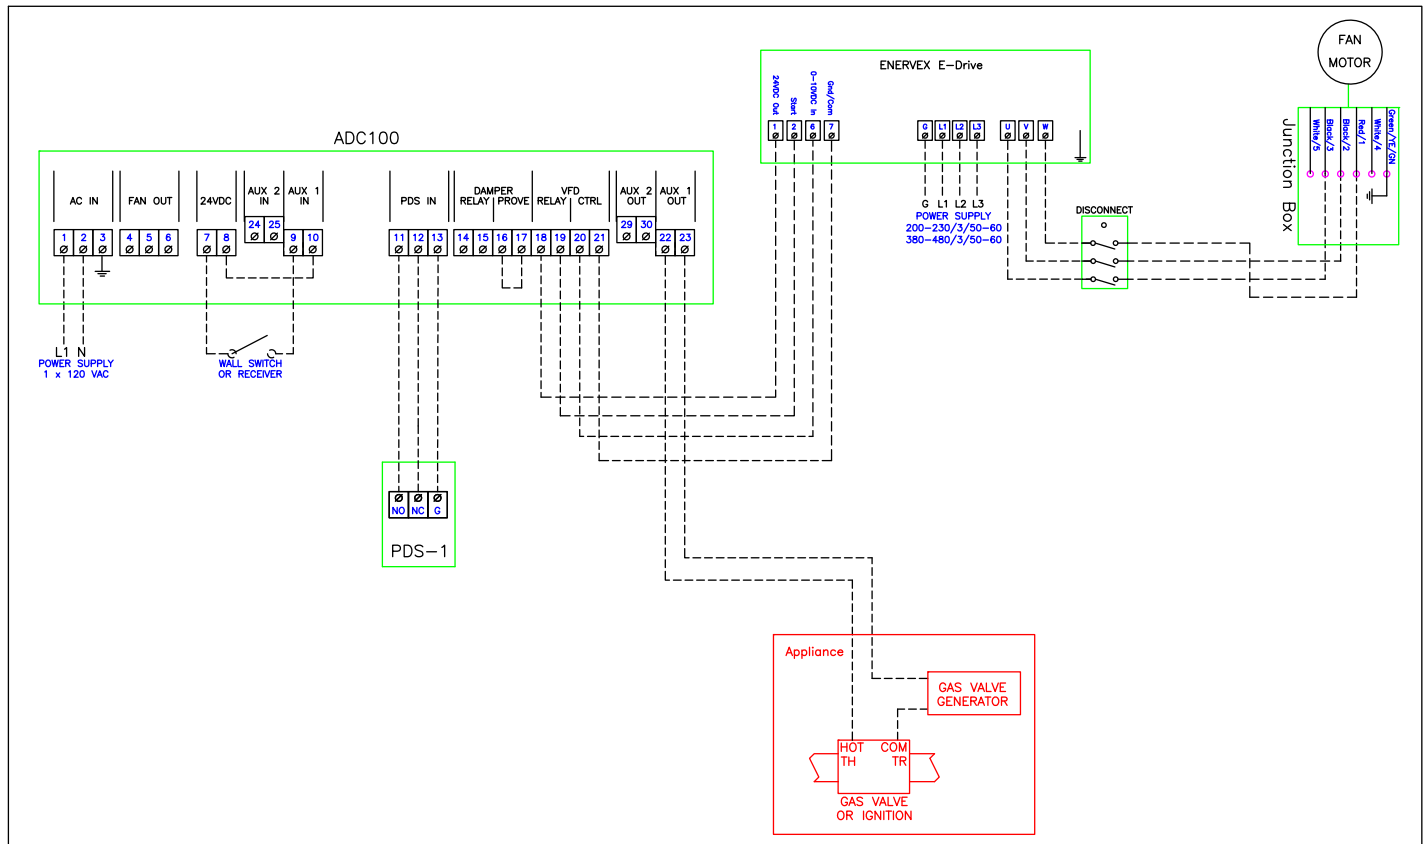 FAN
MOTOR
ENERVEX E-Drive
24VDC Out
Start
0-10VDC In
Gnd/Com
1 2 6 7
G L1 L2 L3
U V W
G L1 L2 L3
POWER SUPPLY
200-230/3/50-60
380-480/3/50-60
DISCONNECT
Junction Box
White/5
Black/3
Black/2
Red/1
White/4
Green/YE/GN
ADC100
AC IN
FAN OUT
24VDC
AUX 2
IN
AUX 1
IN
PDS IN
DAMPER
RELAY PROVE
VFD
RELAY CTRL
AUX 2
OUT
AUX 1
OUT
1 2 3
4 5 6
7 8
24 25
9 10
11 12 13
14 15 16 17
18 19 20 21
29 30
22 23
L1 N
POWER SUPPLY
1 x 120 VAC
WALL SWITCH
OR RECEIVER
NO NC G
PDS-1
Appliance
GAS VALVE
GENERATOR
HOT COM
TH TR
GAS VALVE
OR IGNITION